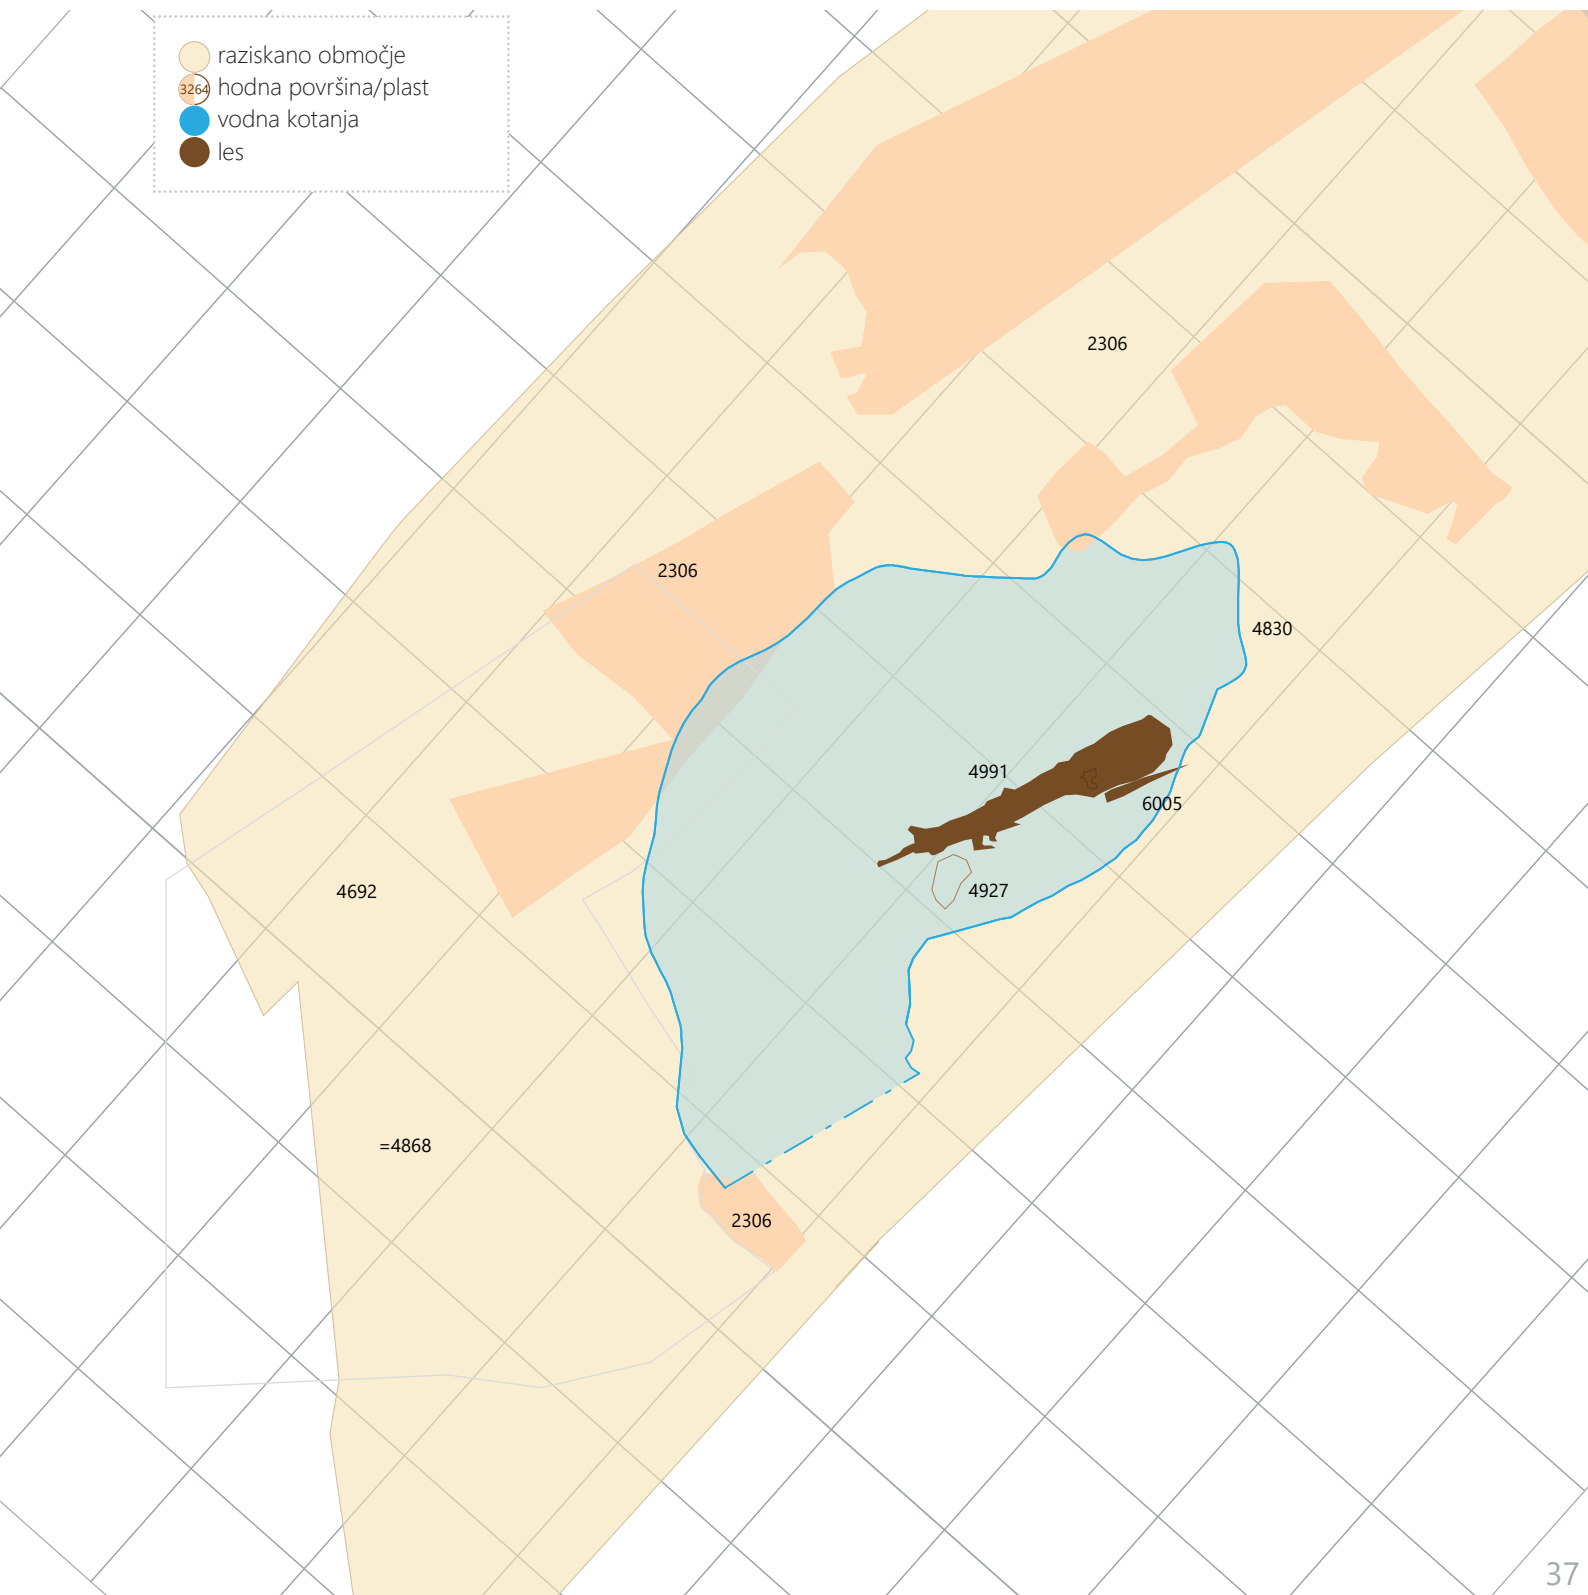 raziskano območje
3264 hodna površina/plast
vodna kotanja
les
2306
2306
4830
4991
6005
4692
4927
=4868
2306
37